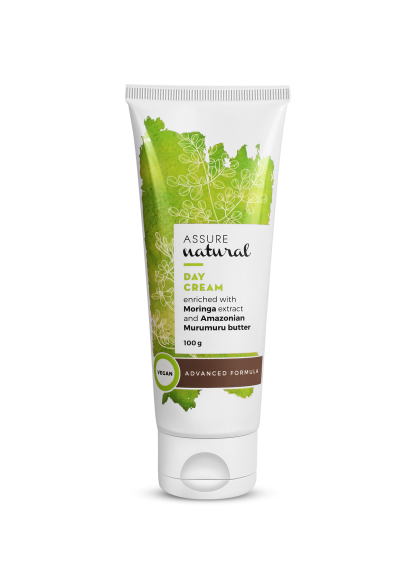 ASSURE
natural
DAY
CREAM
enriched with
Moringa extract
and Amazonian
Murumuru butter
100 g
VEGAN
ADVANCED FORMULA